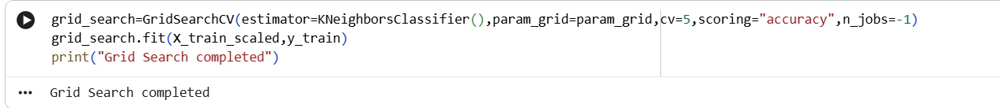 grid_search=GridSearchCV(estimator=KNeighborsClassifier(),param_grid=param_grid,cv=5,scoring="accuracy",n_jobs=-1)
grid_search.fit(X_train_scaled,y_train)
print("Grid Search completed")
Grid Search completed